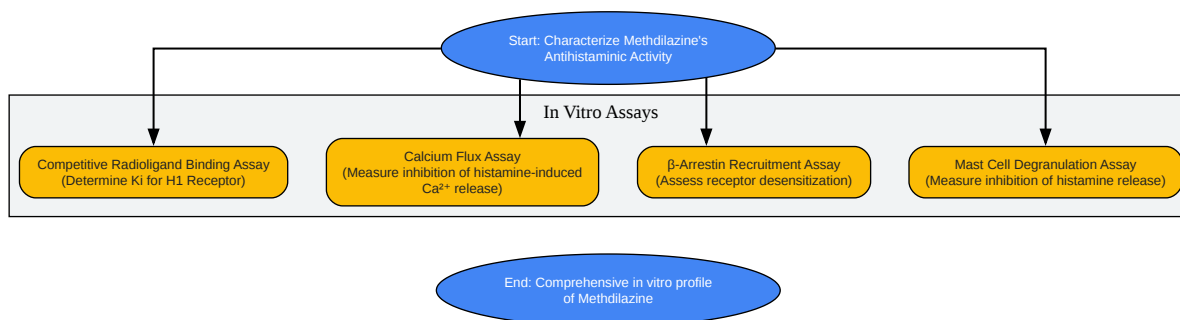 Start: Characterize Methdilazine's
Antihistaminic Activity
In Vitro Assays
Competitive Radioligand Binding Assay
(Determine Ki for H1 Receptor)
Calcium Flux Assay
(Measure inhibition of histamine-induced
Ca²⁺ release)
β-Arrestin Recruitment Assay
(Assess receptor desensitization)
Mast Cell Degranulation Assay
(Measure inhibition of histamine release)
End: Comprehensive in vitro profile
of Methdilazine